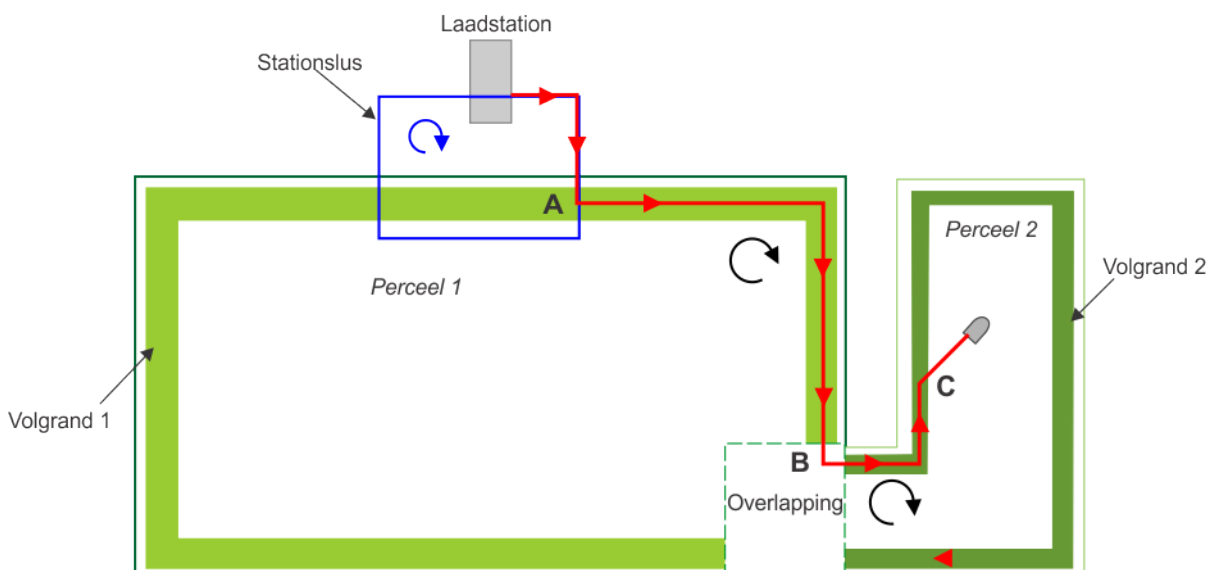 Laadstation
Stationslus
A
Perceel 1
Perceel 2
Volgrand 2
C
Volgrand 1
B
Overlapping